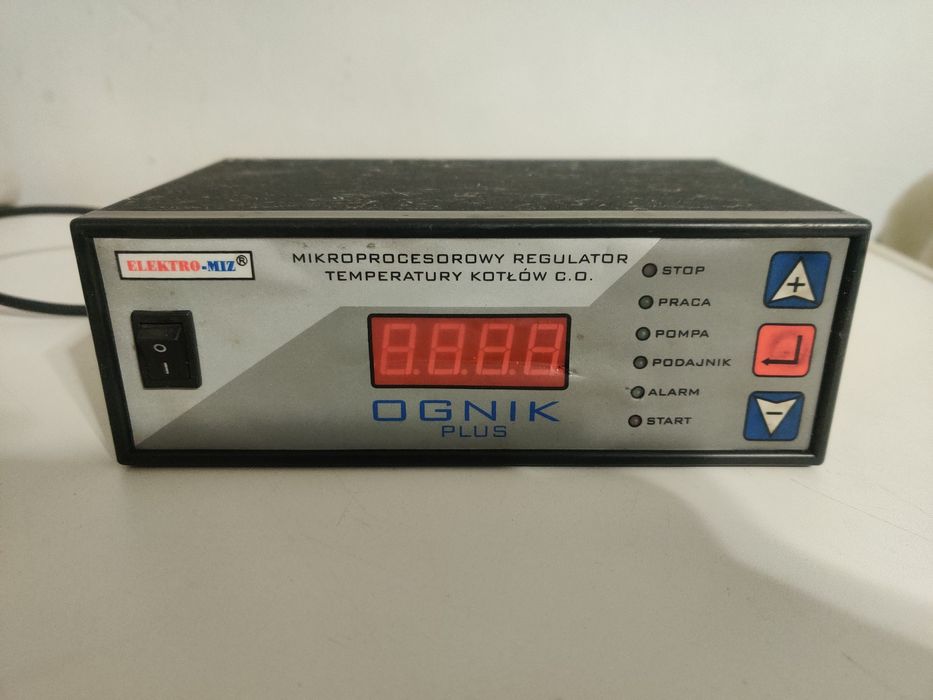 ELEKTRO-MIZ®
MIKROPROCESOROWY REGULATOR
TEMPERATURY KOTŁÓW C.O.
STOP
PRACA
POMPA
PODAJNIK
ALARM
START
OGNIK
PLUS
O
I
+
-